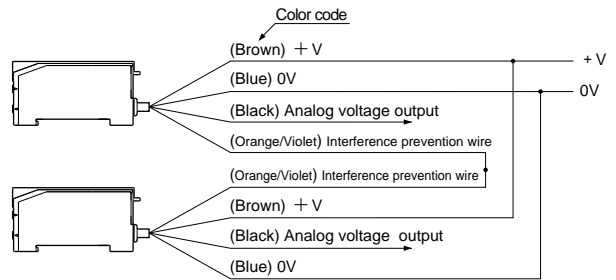 Color code
(Brown) +V
+V
(Blue) 0V
0V
(Black) Analog voltage output
(Orange/Violet) Interference prevention wire
(Orange/Violet) Interference prevention wire
(Brown) +V
(Black) Analog voltage output
(Blue) 0V